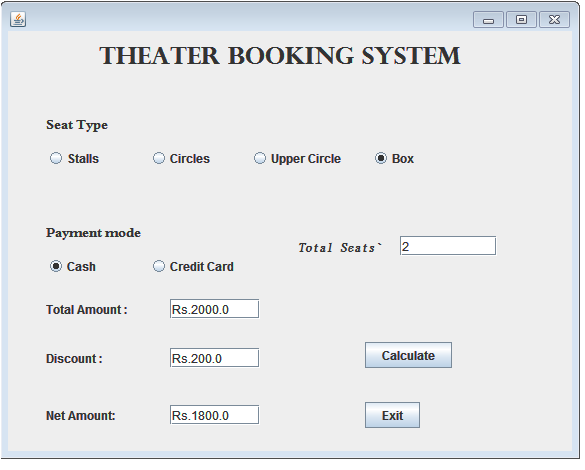 THEATER BOOKING SYSTEM
Seat Type
Stalls Circles Upper Circle Box
Payment mode
Total Seats` 2
Cash Credit Card
Total Amount : Rs.2000.0
Discount : Rs.200.0 Calculate
Net Amount: Rs.1800.0 Exit